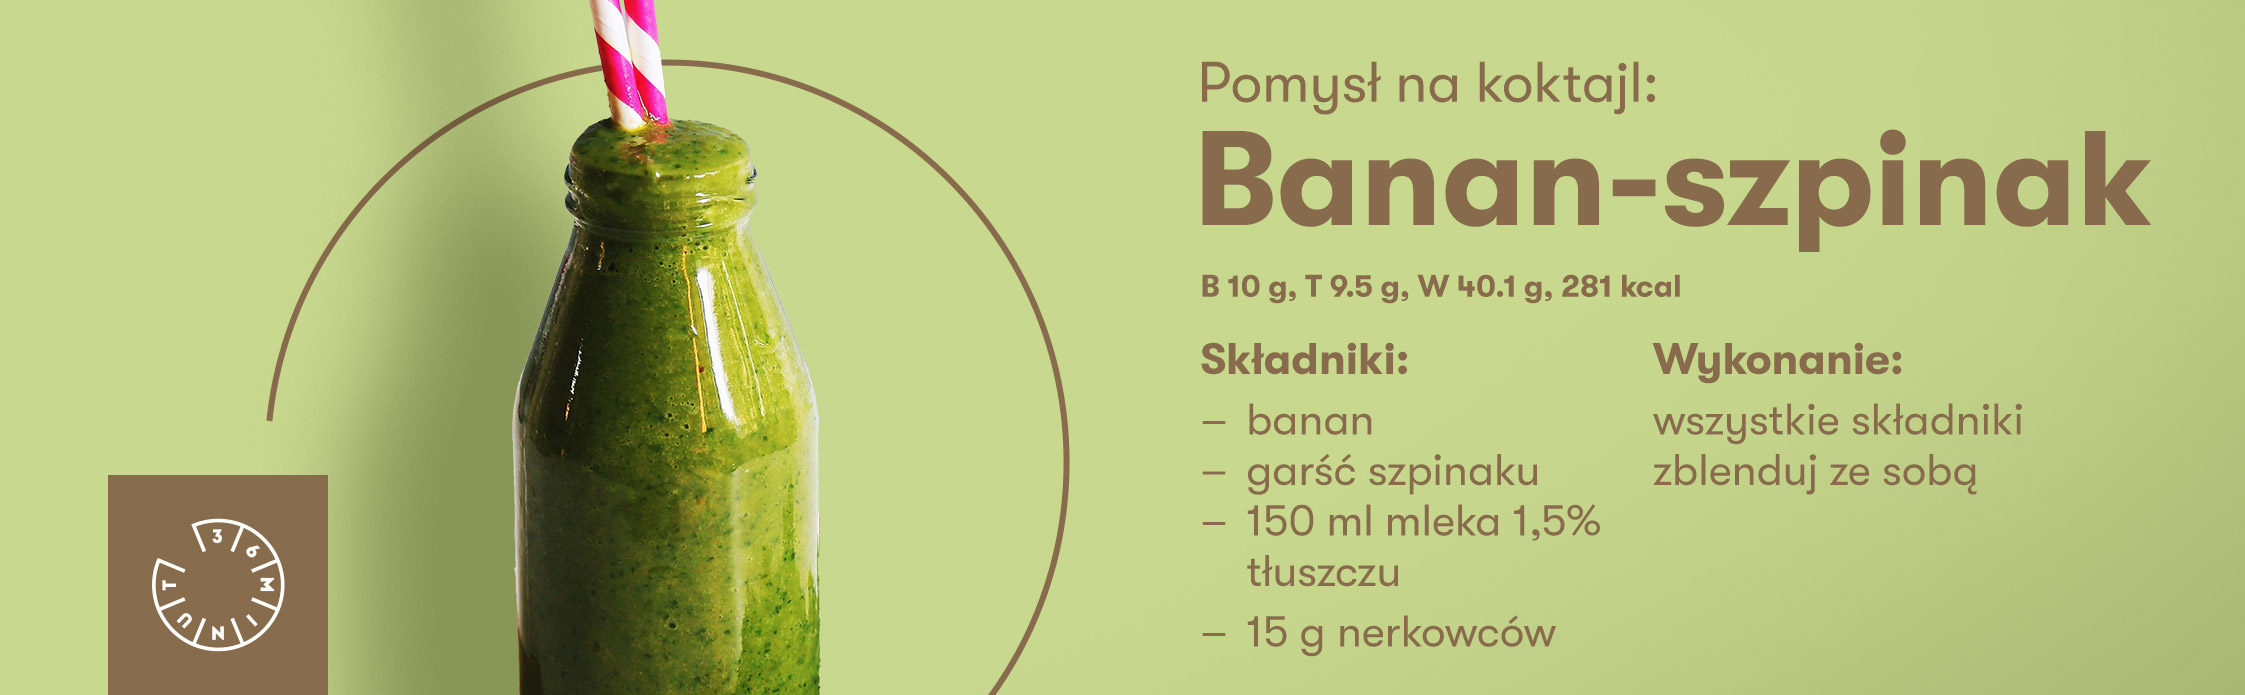 Pomysł na koktajl:
Banan-szpinak
B 10 g, T 9.5 g, W 40.1 g, 281 kcal
Składniki:
– banan
– garść szpinaku
– 150 ml mleka 1,5%
tłuszczu
– 15 g nerkowców
Wykonanie:
wszystkie składniki
zblenduj ze sobą
36 MINUT